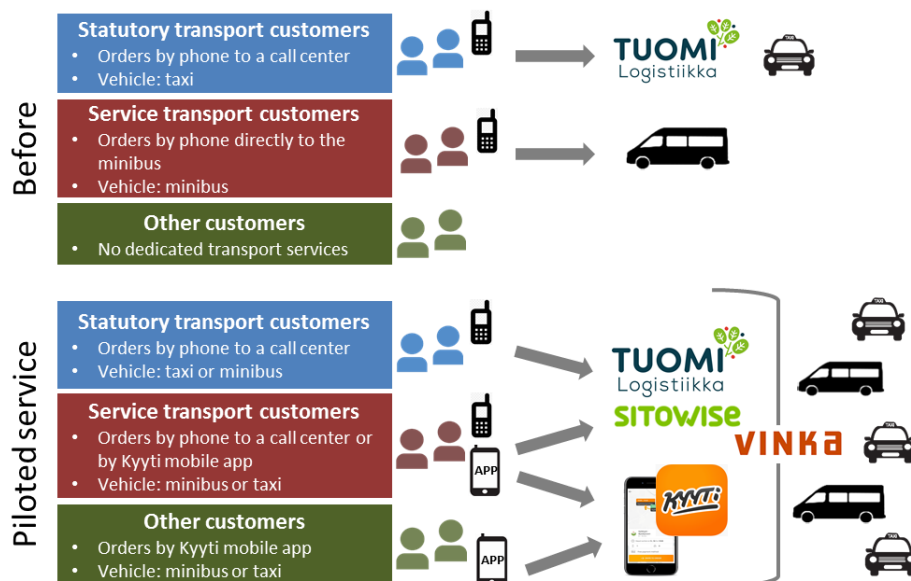 Before
Statutory transport customers
• Orders by phone to a call center
• Vehicle: taxi
TUOMI
Logistiikka
TAXI
Service transport customers
• Orders by phone directly to the
minibus
• Vehicle: minibus
Other customers
• No dedicated transport services
Piloted service
Statutory transport customers
• Orders by phone to a call center
• Vehicle: taxi or minibus
TUOMI
Logistiikka
SITOWISE
VINKA
TAXI
Service transport customers
• Orders by phone to a call center or
by Kyyti mobile app
• Vehicle: minibus or taxi
APP
KYYTi
TAXI
Other customers
• Orders by Kyyti mobile app
• Vehicle: minibus or taxi
APP
TAXI